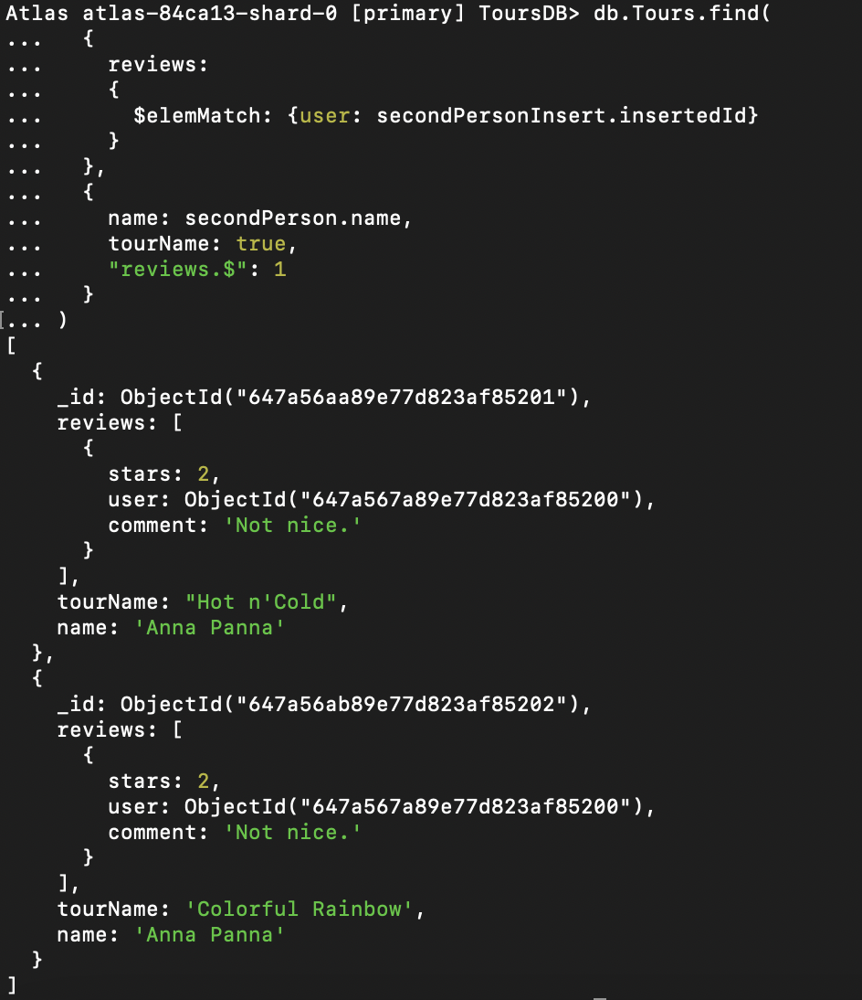 Atlas atlas-84ca13-shard-0 [primary] ToursDB> db.Tours.find(
...   {
...     reviews:
...     {
...       $elemMatch: {user: secondPersonInsert.insertedId}
...     }
...   },
...   {
...     name: secondPerson.name,
...     tourName: true,
...     "reviews.$": 1
...   }
[... )
[
  {
    _id: ObjectId("647a56aa89e77d823af85201"),
    reviews: [
      {
        stars: 2,
        user: ObjectId("647a567a89e77d823af85200"),
        comment: 'Not nice.'
      }
    ],
    tourName: "Hot n'Cold",
    name: 'Anna Panna'
  },
  {
    _id: ObjectId("647a56ab89e77d823af85202"),
    reviews: [
      {
        stars: 2,
        user: ObjectId("647a567a89e77d823af85200"),
        comment: 'Not nice.'
      }
    ],
    tourName: 'Colorful Rainbow',
    name: 'Anna Panna'
  }
]